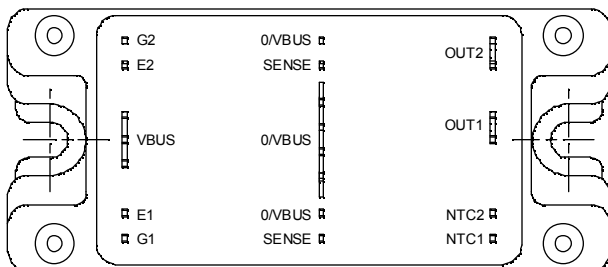 G2 0/VBUS
E2 SENSE OUT2
VBUS 0/VBUS OUT1
E1 0/VBUS NTC2
G1 SENSE NTC1